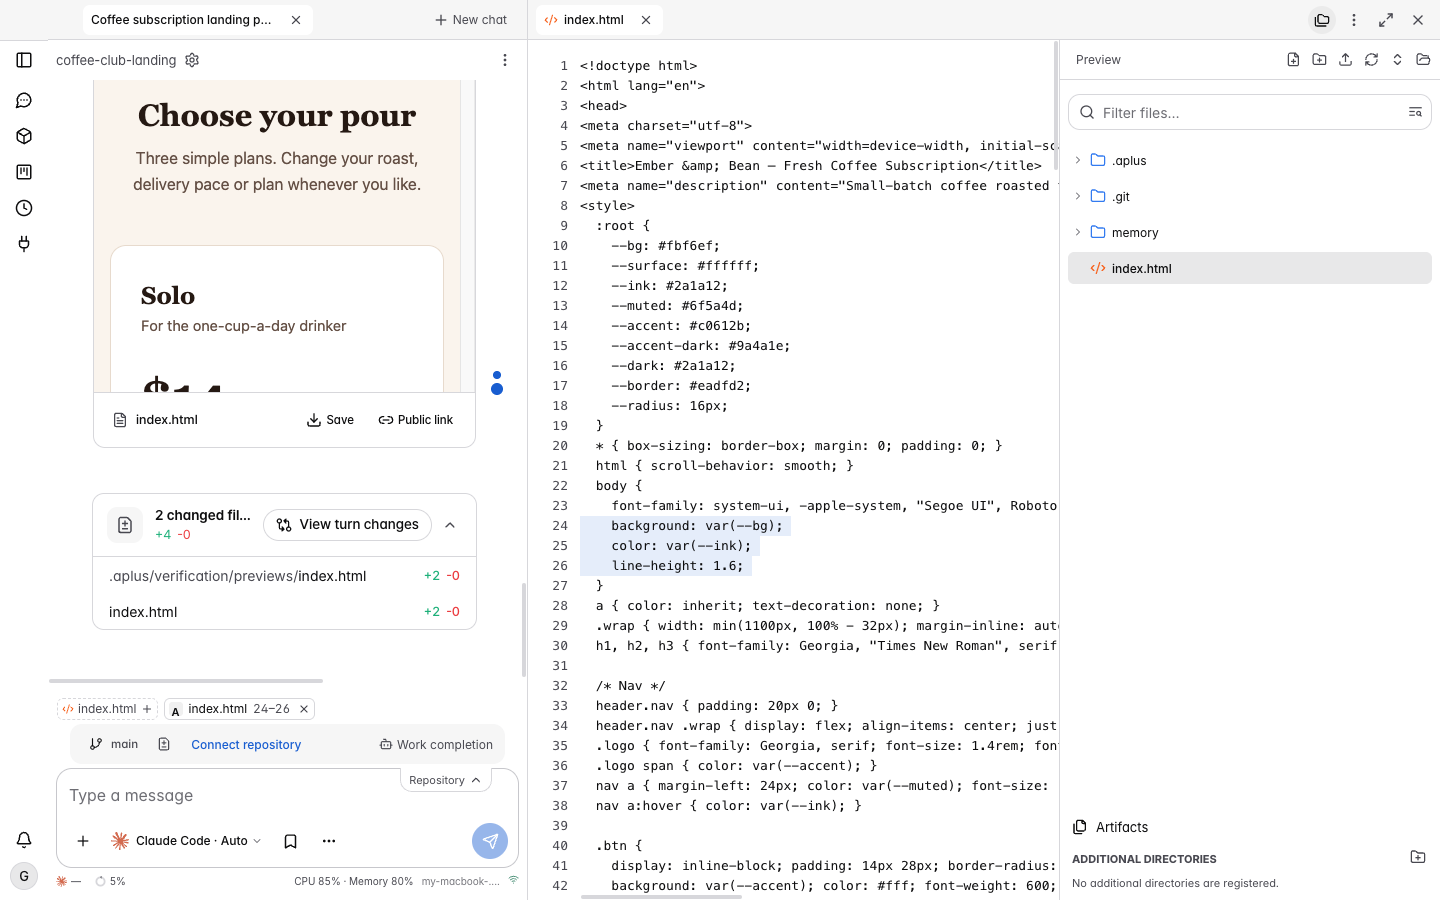 Coffee subscription landing p...
New chat
index.html
coffee-club-landing
Choose your pour
Three simple plans. Change your roast,
delivery pace or plan whenever you like.
Solo
For the one-cup-a-day drinker
index.html
Save
Public link
2 changed fil...
+4 -0
View turn changes
.aplus/verification/previews/index.html +2 -0
index.html +2 -0
index.html +
index.html 24–26
main
Connect repository
Work completion
Repository
Type a message
Claude Code · Auto
G
— 5%
CPU 85% · Memory 80% my-macbook-....
1 <!doctype html>
2 <html lang="en">
3 <head>
4 <meta charset="utf-8">
5 <meta name="viewport" content="width=device-width, initial-sc
6 <title>Ember &amp; Bean — Fresh Coffee Subscription</title>
7 <meta name="description" content="Small-batch coffee roasted
8 <style>
9 :root {
10 --bg: #fbf6ef;
11 --surface: #ffffff;
12 --ink: #2a1a12;
13 --muted: #6f5a4d;
14 --accent: #c0612b;
15 --accent-dark: #9a4a1e;
16 --dark: #2a1a12;
17 --border: #eadfd2;
18 --radius: 16px;
19 }
20 * { box-sizing: border-box; margin: 0; padding: 0; }
21 html { scroll-behavior: smooth; }
22 body {
23 font-family: system-ui, -apple-system, "Segoe UI", Roboto
24 background: var(--bg);
25 color: var(--ink);
26 line-height: 1.6;
27 }
28 a { color: inherit; text-decoration: none; }
29 .wrap { width: min(1100px, 100% - 32px); margin-inline: aut
30 h1, h2, h3 { font-family: Georgia, "Times New Roman", serif
31
32 /* Nav */
33 header.nav { padding: 20px 0; }
34 header.nav .wrap { display: flex; align-items: center; just
35 .logo { font-family: Georgia, serif; font-size: 1.4rem; fon
36 .logo span { color: var(--accent); }
37 nav a { margin-left: 24px; color: var(--muted); font-size:
38 nav a:hover { color: var(--ink); }
39
40 .btn {
41 display: inline-block; padding: 14px 28px; border-radius:
42 background: var(--accent); color: #fff; font-weight: 600;
Preview
Filter files...
.aplus
.git
memory
index.html
Artifacts
ADDITIONAL DIRECTORIES
No additional directories are registered.